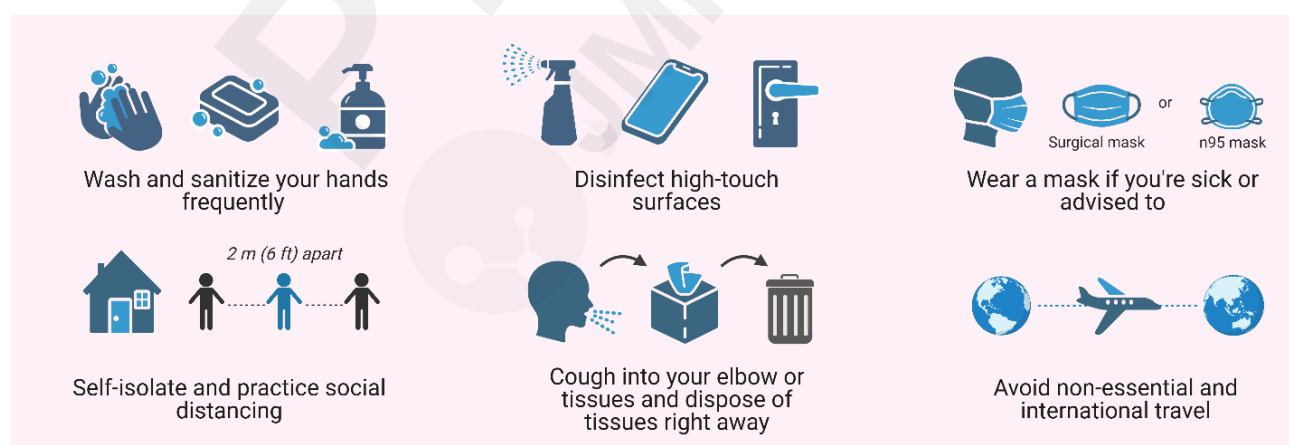 Wash and sanitize your hands
frequently
Disinfect high-touch
surfaces
or
Surgical mask
n95 mask
Wear a mask if you're sick or
advised to
2 m (6 ft) apart
Self-isolate and practice social
distancing
Cough into your elbow or
tissues and dispose of
tissues right away
Avoid non-essential and
international travel